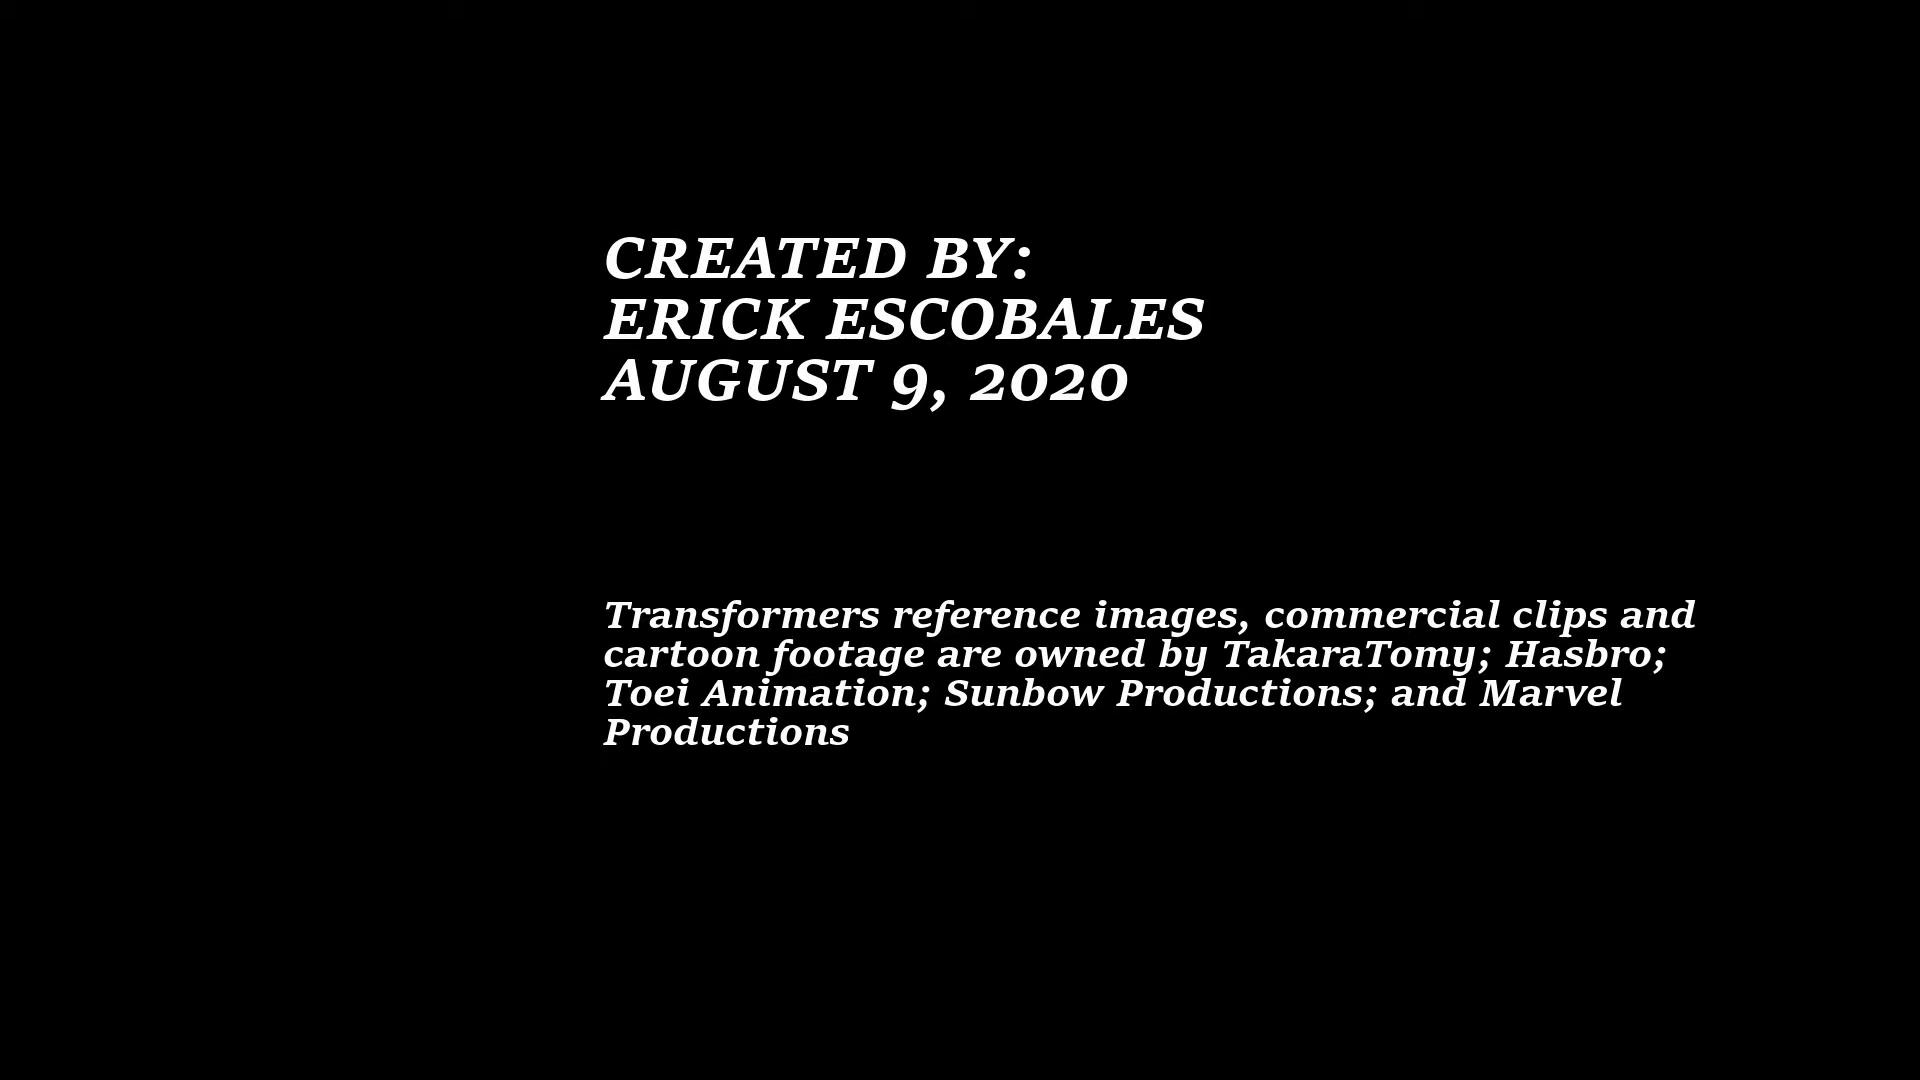 CREATED BY:
ERICK ESCOBALES
AUGUST 9, 2020
Transformers reference images, commercial clips and
cartoon footage are owned by TakaraTomy; Hasbro;
Toei Animation; Sunbow Productions; and Marvel
Productions